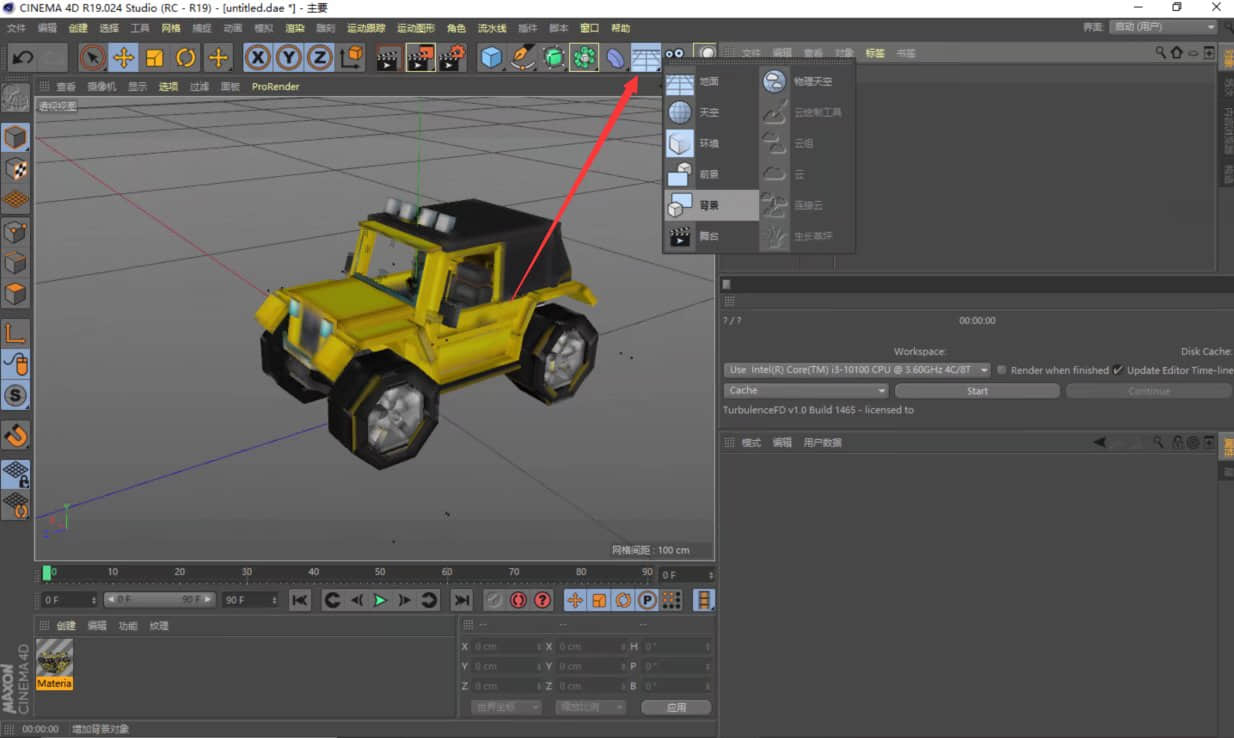 CINEMA 4D R19.024 Studio (RC - R19) - [untitled.dae *] - 主要
文件 编辑 创建 选择 工具 网格 捕捉 动画 模拟 渲染 雕刻 运动跟踪 运动图形 角色 流水线 插件 脚本 窗口 帮助
界面: 启动 (用户)
文件 编辑 查看 对象 标签 书签
查看 摄像机 显示 选项 过滤 面板 ProRender
透视视图
地面 物理天空
天空 云绘制工具
环境 云组
前景 云
背景 连接云
舞台 生长草坪
? / ?
00:00:00
Workspace:
Disk Cache:
Use Intel(R) Core(TM) i3-10100 CPU @ 3.60GHz 4C/8T
Render when finished
Update Editor Time-line
Cache
Start
Continue
TurbulenceFD v1.0 Build 1465 - licensed to
模式 编辑 用户数据
网格间距 : 100 cm
0 10 20 30 40 50 60 70 80 90 0 F
0 F 0 F 90 F 90 F
创建 编辑 功能 纹理
-- -- --
X 0 cm X 0 cm H 0 °
Y 0 cm Y 0 cm P 0 °
Z 0 cm Z 0 cm B 0 °
世界坐标 缩放比例 应用
Materia
MAXON CINEMA 4D
00:00:00 增加背景对象